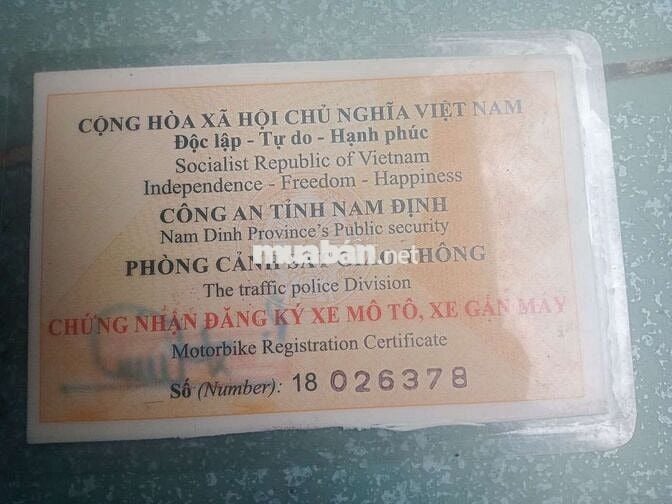 CỘNG HÒA XÃ HỘI CHỦ NGHĨA VIỆT NAM
Độc lập - Tự do - Hạnh phúc
Socialist Republic of Vietnam
Independence - Freedom - Happiness
CÔNG AN TỈNH NAM ĐỊNH
Nam Dinh Province's Public security
muaban.net
PHÒNG CẢNH SÁT GIAO THÔNG
The traffic police Division
CHỨNG NHẬN ĐĂNG KÝ XE MÔ TÔ, XE GẮN MÁY
Motorbike Registration Certificate
Số (Number): 18 026378